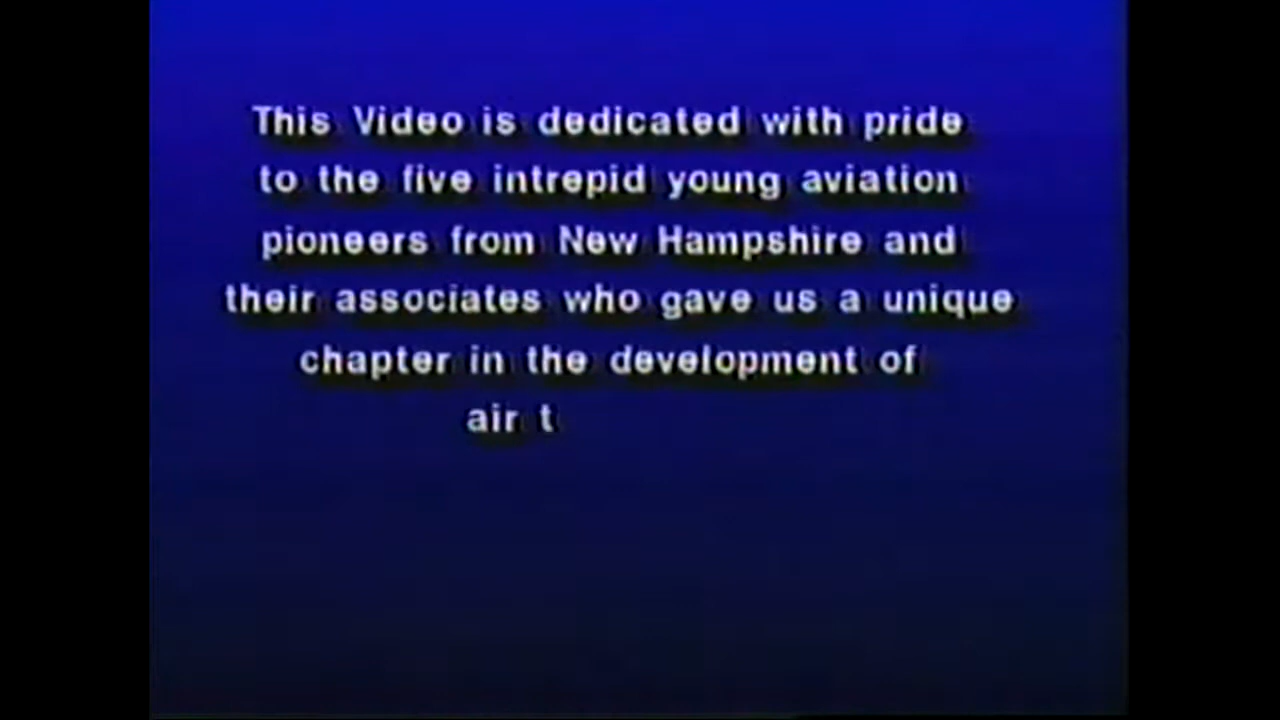 This Video is dedicated with pride
to the five intrepid young aviation
pioneers from New Hampshire and
their associates who gave us a unique
chapter in the development of
air t